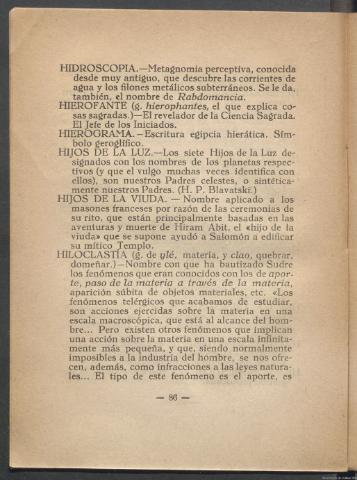 HIDROSCOPIA.—Metagnomia perceptiva, conocida
desde muy antiguo, que descubre las corrientes de
agua y los filones metálicos subterráneos. Se le da,
también, el nombre de Rabdomancia.
HIEROFANTE (g. hierophantes, el que explica co-
sas sagradas.)—El revelador de la Ciencia Sagrada.
El Jefe de los Iniciados.
HIEROGRAMA.—Escritura egipcia hierática. Sím-
bolo geroglífico.
HIJOS DE LA LUZ.—Los siete Hijos de la Luz de-
signados con los nombres de los planetas respec-
tivos (y que el vulgo muchas veces identifica con
ellos), son nuestros Padres celestes, o sintética-
mente nuestros Padres. (H. P. Blavatski.)
HIJOS DE LA VIUDA. — Nombre aplicado a los
masones franceses por razón de las ceremonias de
su rito, que están principalmente basadas en las
aventuras y muerte de Hiram Abit, el «hijo de la
viuda» que se supone ayudó a Salomón a edificar
su mítico Templo.
HILOCLASTIA (g. de ylé, materia, y clao, quebrar,
domeñar.)—Nombre con que ha bautizado Sudre
los fenómenos que eran conocidos con los de apor-
te, paso de la materia a través de la materia,
aparición súbita de objetos materiales, etc. «Los
fenómenos telérgicos que acabamos de estudiar,
son acciones ejercidas sobre la materia en una
escala macroscópica, que está al alcance del hom-
bre... Pero existen otros fenómenos que implican
una acción sobre la materia en una escala infinita-
mente más pequeña, y que, siendo normalmente
imposibles a la industria del hombre, se nos ofre-
cen, además, como infracciones a las leyes natura-
les... El tipo de este fenómeno es el aporte, es
— 86 —